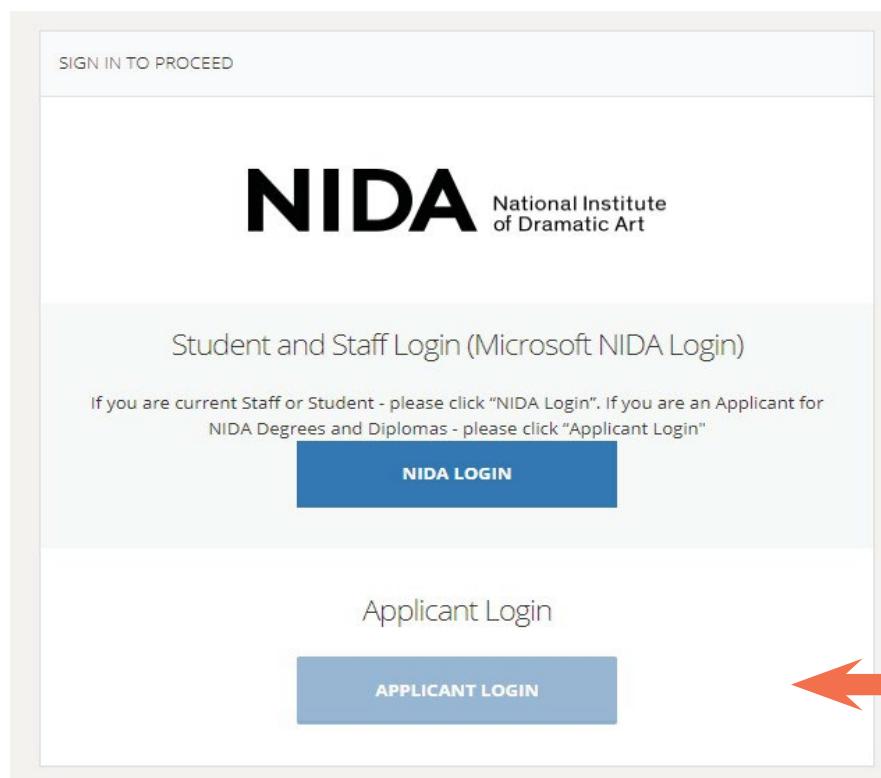 SIGN IN TO PROCEED
NIDA National Institute
of Dramatic Art
Student and Staff Login (Microsoft NIDA Login)
If you are current Staff or Student - please click “NIDA Login”. If you are an Applicant for
NIDA Degrees and Diplomas - please click “Applicant Login"
NIDA LOGIN
Applicant Login
APPLICANT LOGIN